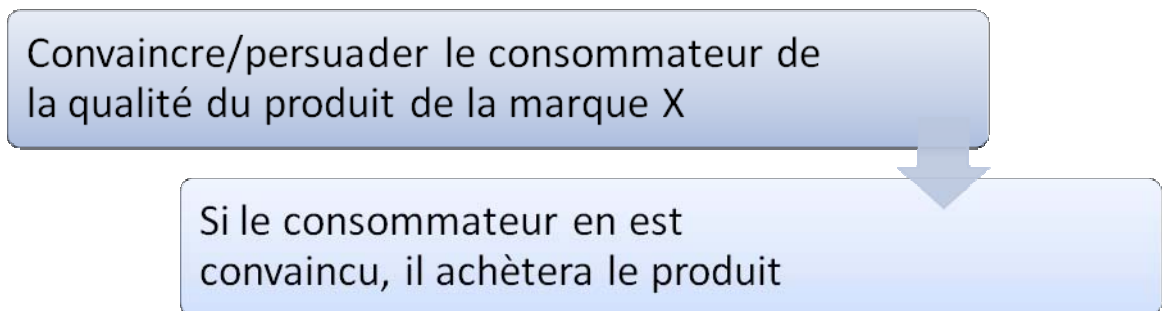 Convaincre/persuader le consommateur de
la qualité du produit de la marque X
Si le consommateur en est
convaincu, il achètera le produit